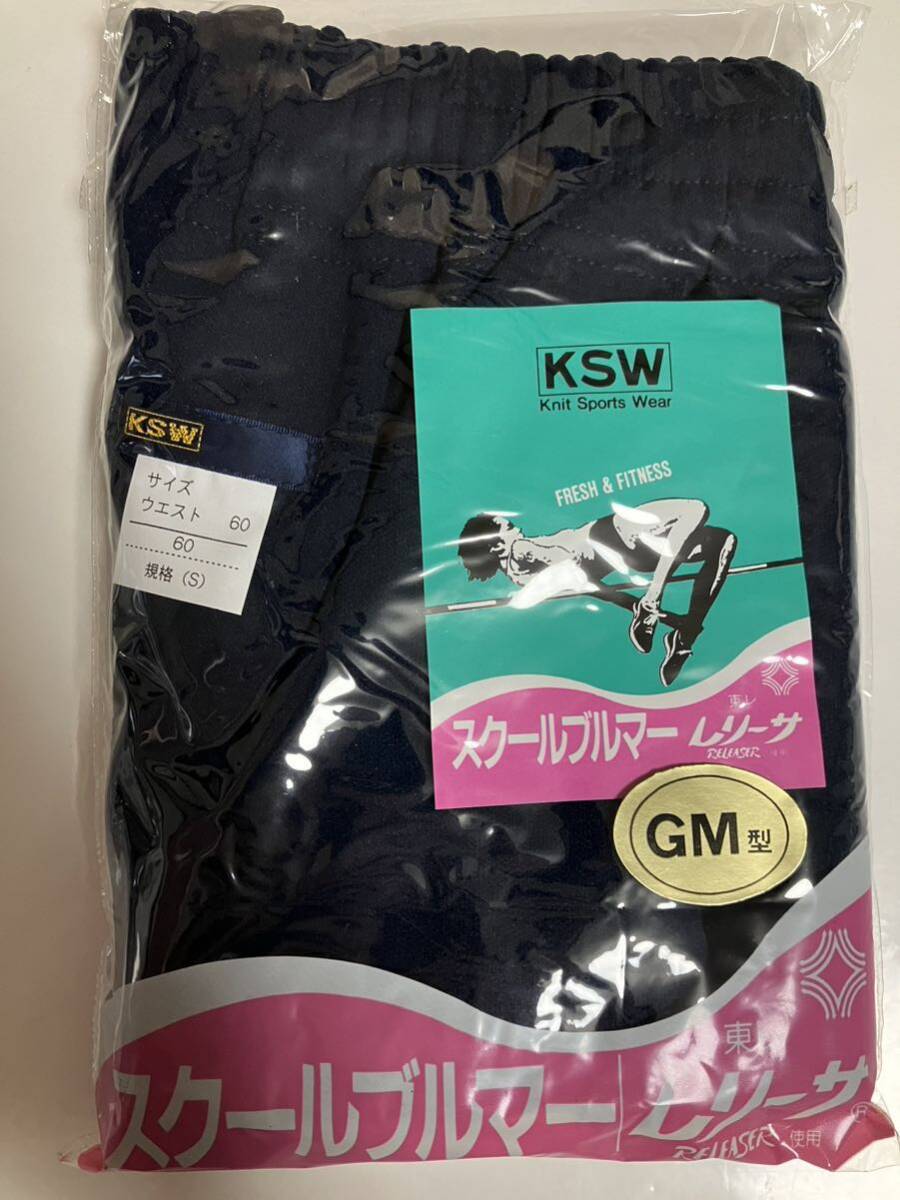 KSW
Knit Sports Wear
FRESH & FITNESS
KSW
サイズ
ウエスト 60
60
規格 (S)
東レ
スクールブルマー レリーサ
RELEASER
GM型
東
スクールブルマー レリーサ®
RELEASER 使用